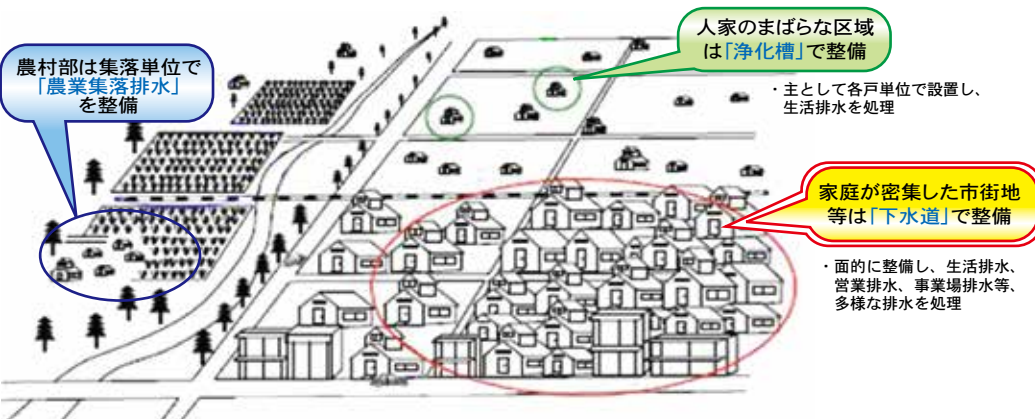 農村部は集落単位で
「農業集落排水」
を整備
人家のまばらな区域
は「浄化槽」で整備
・主として各戸単位で設置し、
生活排水を処理
家庭が密集した市街地
等は「下水道」で整備
・面的に整備し、生活排水、
営業排水、事業場排水等、
多様な排水を処理